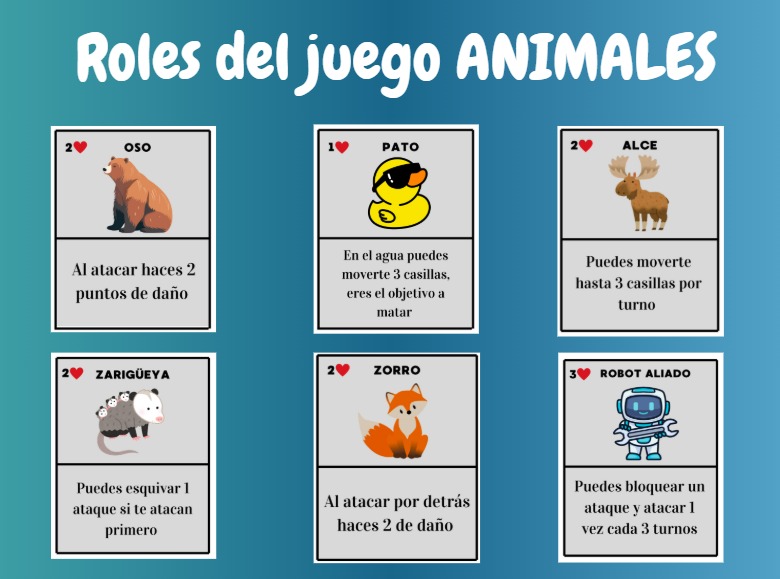 Roles del juego ANIMALES
2 OSO
Al atacar haces 2
puntos de daño
1 PATO
En el agua puedes
moverte 3 casillas,
eres el objetivo a
matar
2 ALCE
Puedes moverte
hasta 3 casillas por
turno
2 ZARIGÜEYA
Puedes esquivar 1
ataque si te atacan
primero
2 ZORRO
Al atacar por detrás
haces 2 de daño
3 ROBOT ALIADO
Puedes bloquear un
ataque y atacar 1
vez cada 3 turnos